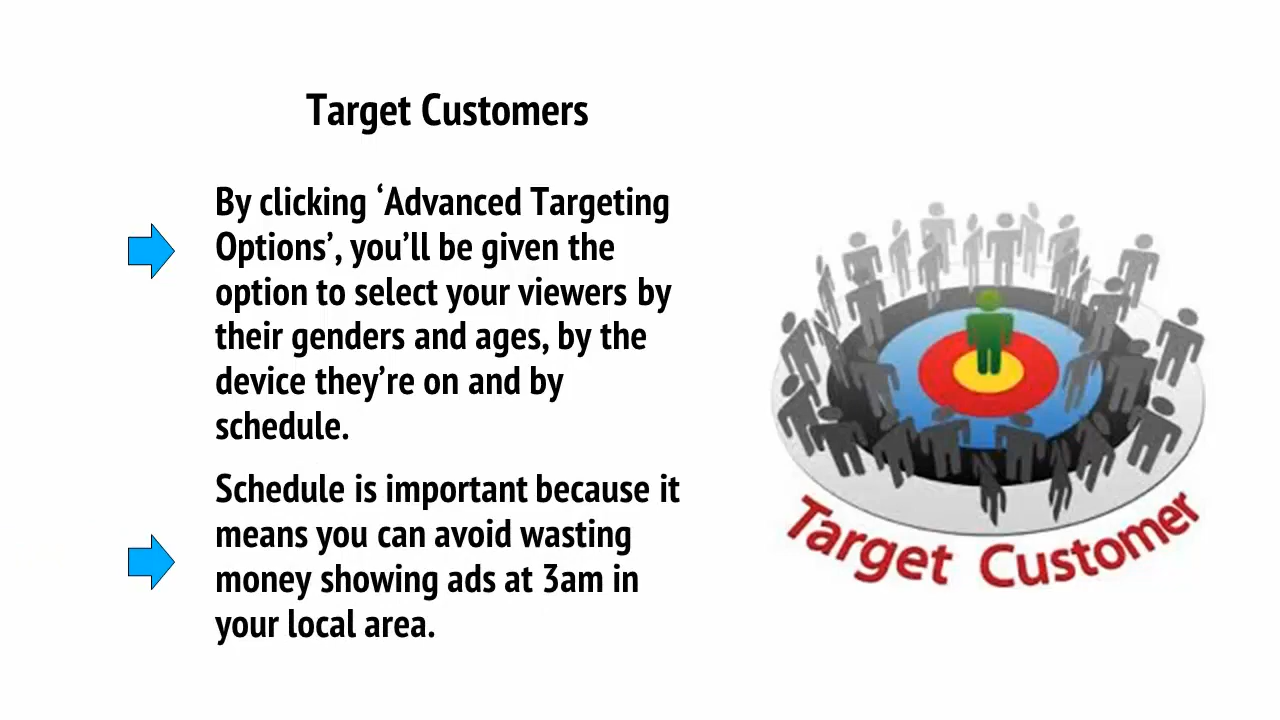 Target Customers
By clicking ‘Advanced Targeting
Options’, you’ll be given the
option to select your viewers by
their genders and ages, by the
device they’re on and by
schedule.
Schedule is important because it
means you can avoid wasting
money showing ads at 3am in
your local area.
Target Customer